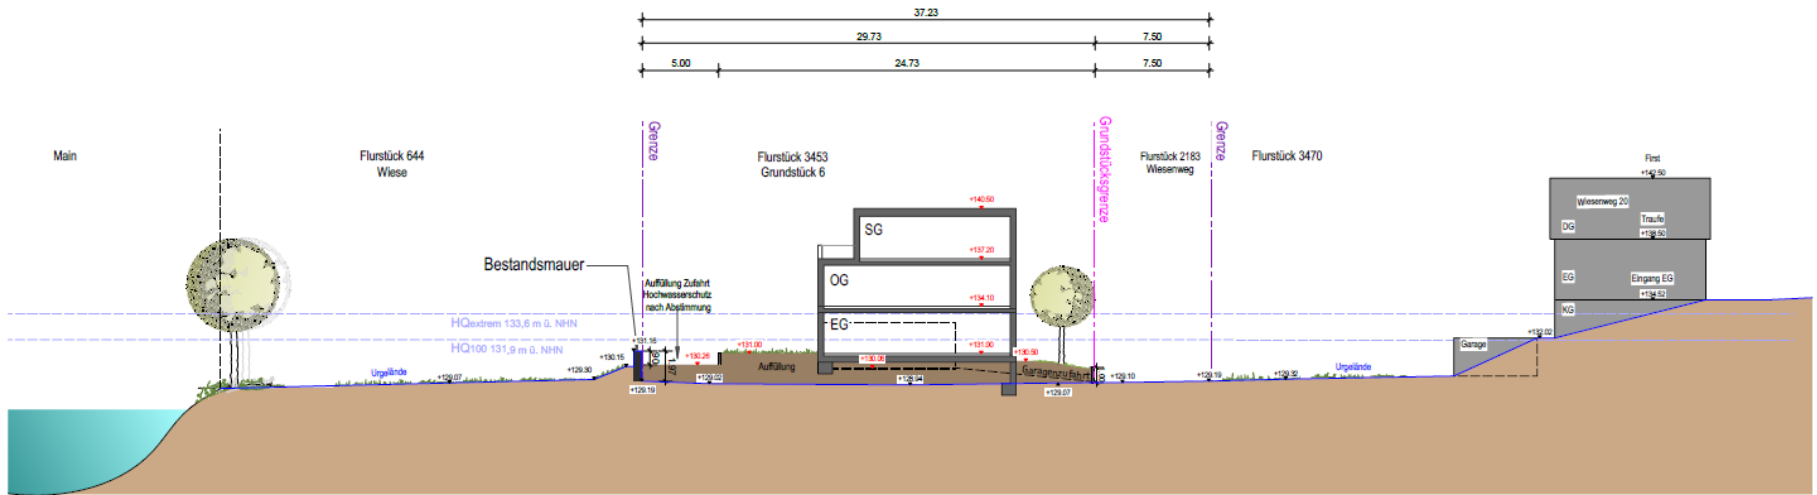 37.23
29.73
7.50
5.00
24.73
7.50
Main
Flurstück 644
Wiese
Grenze
Flurstück 3453
Grundstück 6
Grundstücksgrenze
Flurstück 2183
Wiesenweg
Grenze
Flurstück 3470
First
+142.50
Wiesenweg 20
Traufe
+138.50
DG
EG
Eingang EG
+134.52
KG
+132.02
Garage
+140.50
SG
+137.20
OG
+134.10
EG
+131.00
Bestandsmauer
Auffüllung Zufahrt
Hochwasserschutz
nach Abstimmung
HQextrem 133,6 m ü. NHN
HQ100 131,9 m ü. NHN
+131.16
+130.15
+129.30
90
1.97
+130.25
+131.00
Auffüllung
+130.50
Garagenzufahrt
Urgelände
+129.07
+129.19
+129.02
+128.94
+129.07
+129.10
+129.19
+129.32
Urgelände